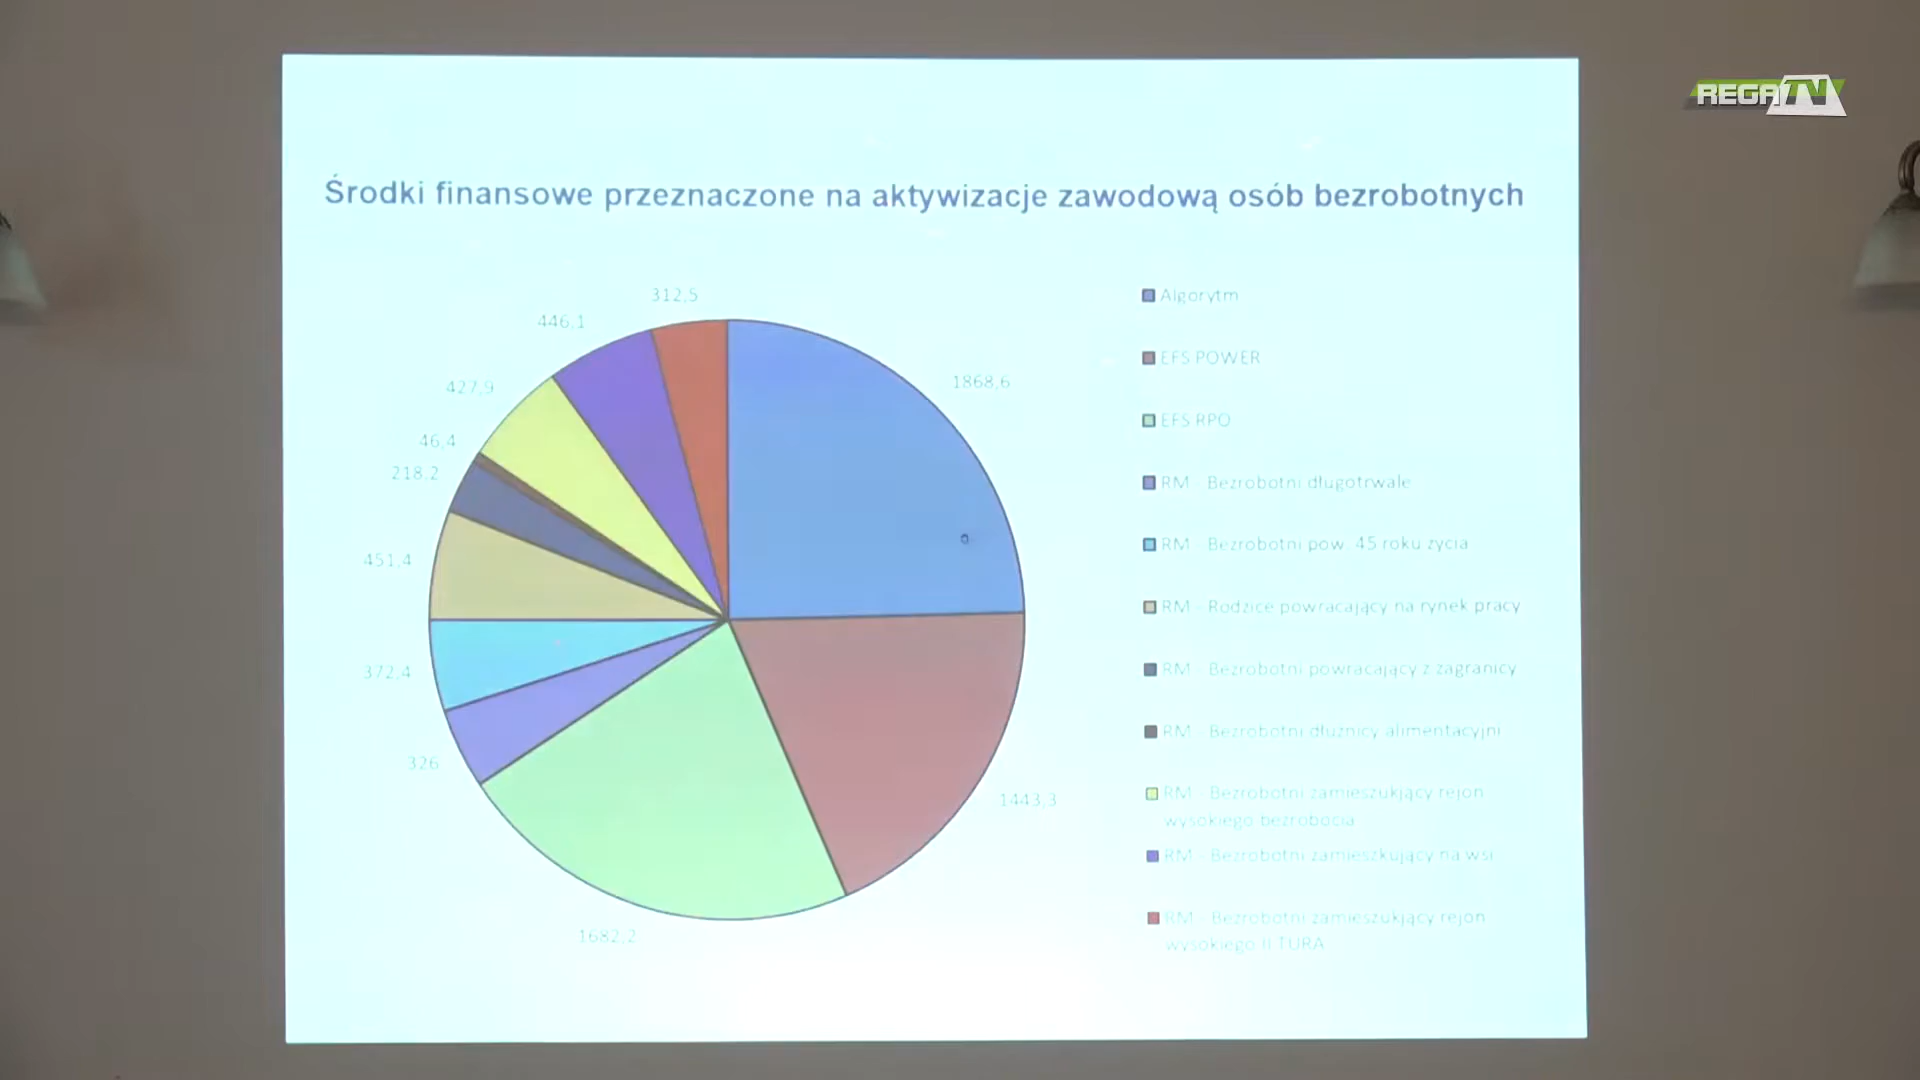 REGA TV
Środki finansowe przeznaczone na aktywizacje zawodową osób bezrobotnych
312,5
446,1
427,9
46,4
218,2
451,4
372,4
326
1682,2
1443,3
1868,6
Algorytm
EFS POWER
EFS RPO
RM - Bezrobotni długotrwale
RM - Bezrobotni pow. 45 roku życia
RM - Rodzice powracający na rynek pracy
RM - Bezrobotni powracający z zagranicy
RM - Bezrobotni dłużnicy alimentacyjni
RM - Bezrobotni zamieszukjący rejon
wysokiego bezrobocia
RM - Bezrobotni zamieszkujący na wsi
RM - Bezrobotni zamieszukjący rejon
wysokiego II TURA